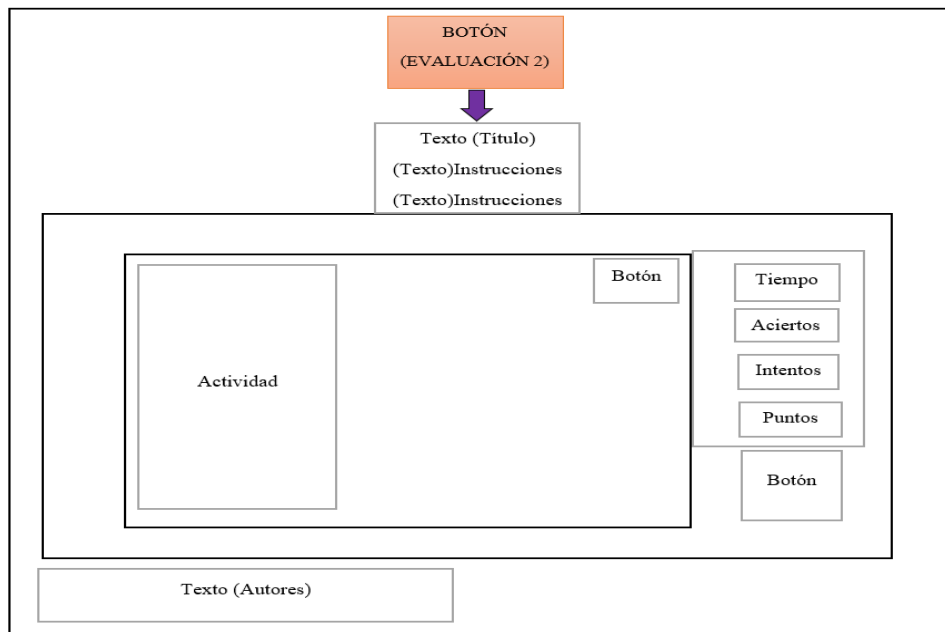 BOTÓN
(EVALUACIÓN 2)
Texto (Título)
(Texto)Instrucciones
(Texto)Instrucciones
Actividad
Botón
Tiempo
Aciertos
Intentos
Puntos
Botón
Texto (Autores)